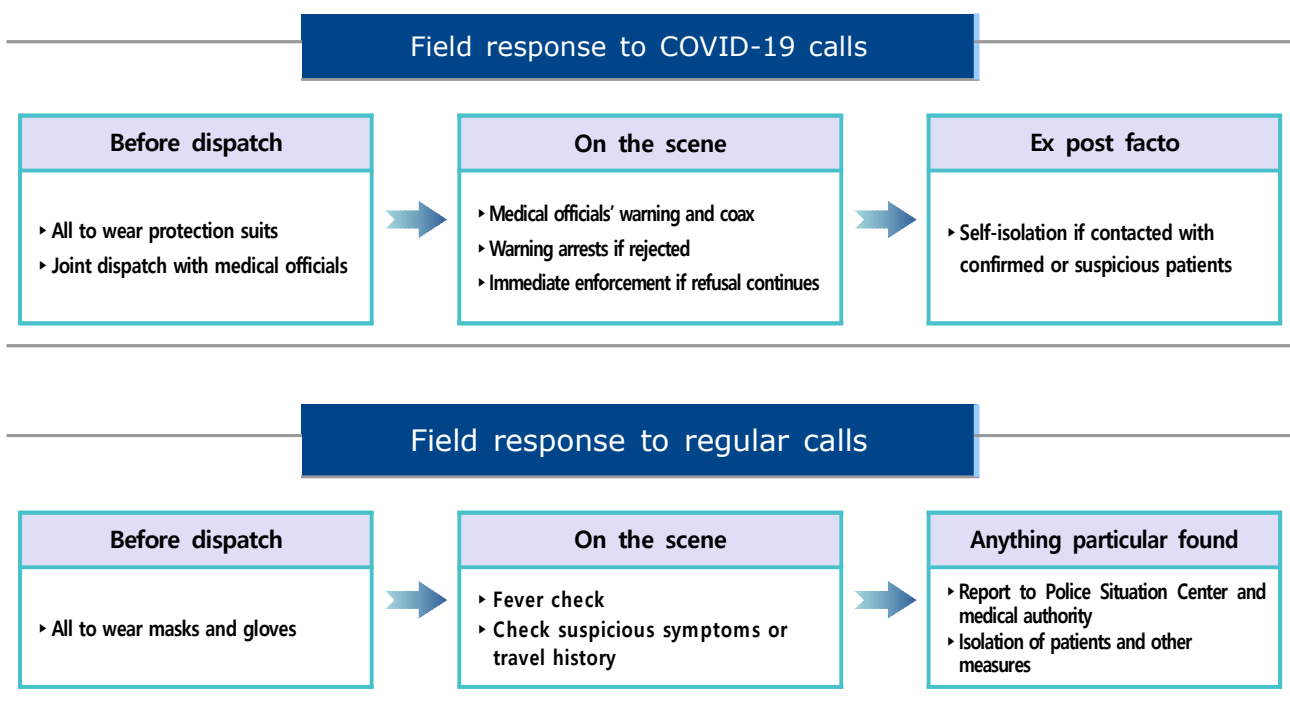 Field response to COVID-19 calls
Before dispatch
‣ All to wear protection suits
‣ Joint dispatch with medical officials
On the scene
‣ Medical officials' warning and coax
‣ Warning arrests if rejected
‣ Immediate enforcement if refusal continues
Ex post facto
‣ Self-isolation if contacted with
confirmed or suspicious patients
Field response to regular calls
Before dispatch
‣ All to wear masks and gloves
On the scene
‣ Fever check
‣ Check suspicious symptoms or
travel history
Anything particular found
‣ Report to Police Situation Center and
medical authority
‣ Isolation of patients and other
measures